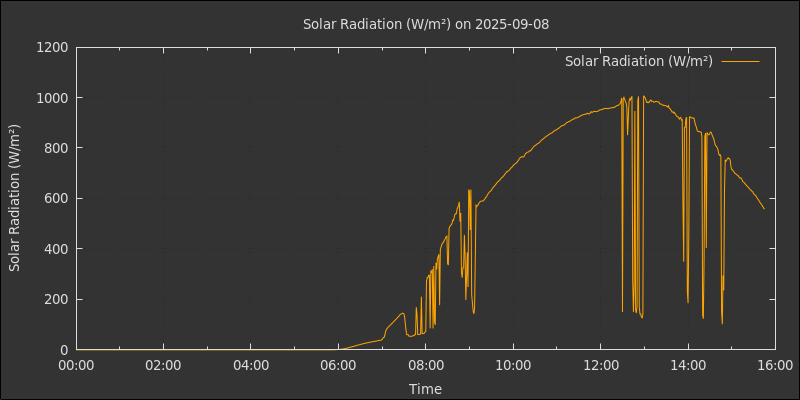 Solar Radiation (W/m²) on 2025-09-08
Solar Radiation (W/m²)
Solar Radiation (W/m²)
1200
1000
800
600
400
200
0
00:00 02:00 04:00 06:00 08:00 10:00 12:00 14:00 16:00
Time